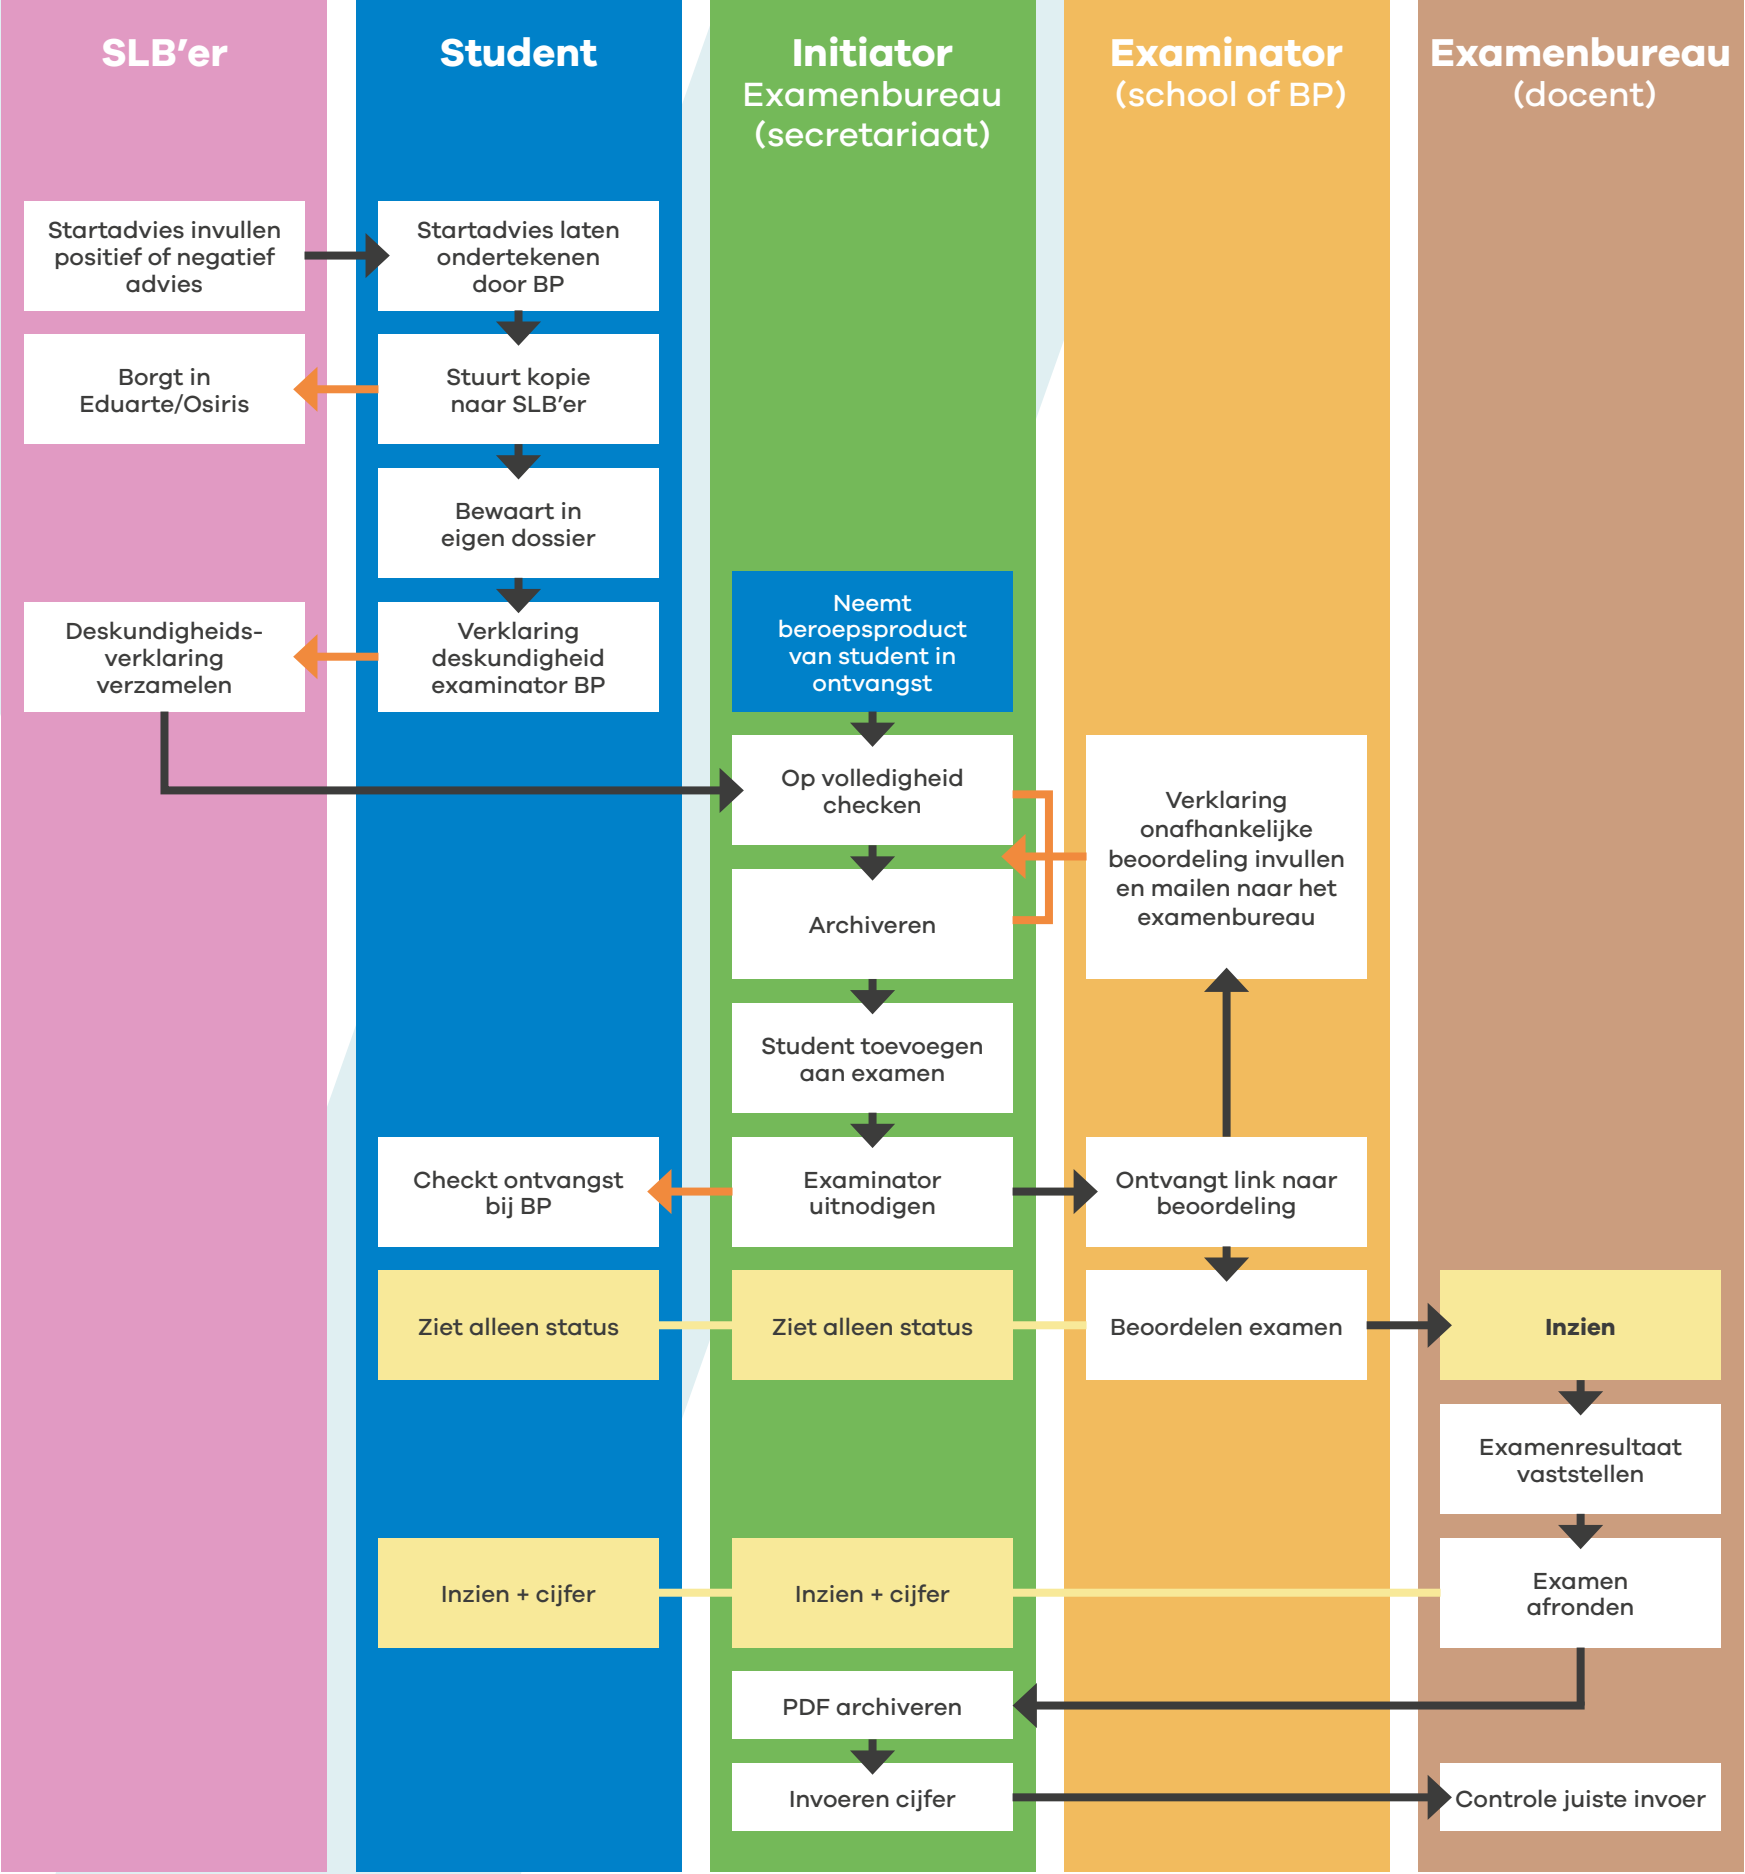 SLB'er
Student
Initiator
Examenbureau
(secretariaat)
Examinator
(school of BP)
Examenbureau
(docent)
Startadvies invullen
positief of negatief
advies
Startadvies laten
ondertekenen
door BP
Borgt in
Eduarte/Osiris
Stuurt kopie
naar SLB'er
Bewaart in
eigen dossier
Deskundigheids-
verklaring
verzamelen
Verklaring
deskundigheid
examinator BP
Neemt
beroepsproduct
van student in
ontvangst
Op volledigheid
checken
Verklaring
onafhankelijke
beoordeling invullen
en mailen naar het
examenbureau
Archiveren
Student toevoegen
aan examen
Checkt ontvangst
bij BP
Examinator
uitnodigen
Ontvangt link naar
beoordeling
Ziet alleen status
Ziet alleen status
Beoordelen examen
Inzien
Examenresultaat
vaststellen
Inzien + cijfer
Inzien + cijfer
Examen
afronden
PDF archiveren
Invoeren cijfer
Controle juiste invoer